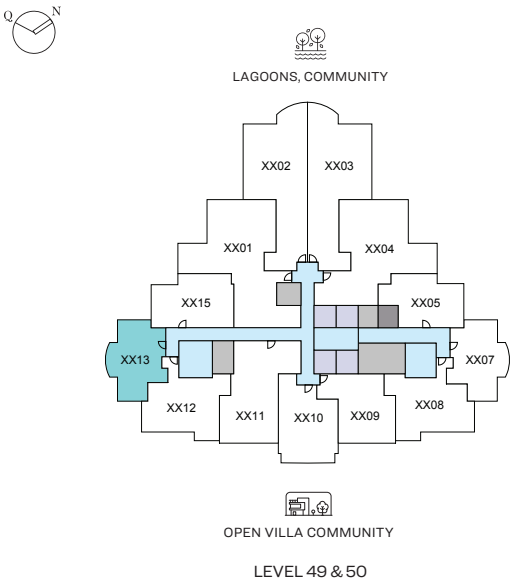 Q N
LAGOONS, COMMUNITY
XX02 XX03
XX01 XX04
XX15 XX05
XX13 XX07
XX12 XX11 XX10 XX09 XX08
OPEN VILLA COMMUNITY
LEVEL 49 & 50